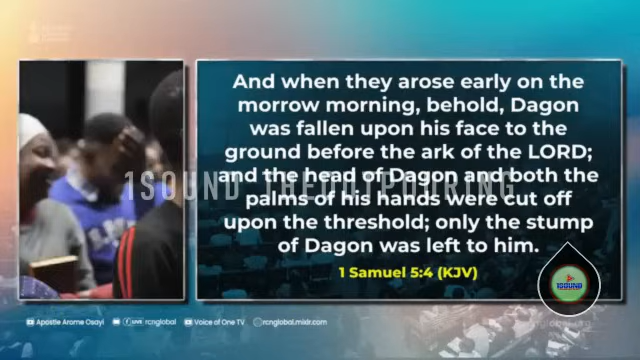 And when they arose early on the
morrow morning, behold, Dagon
was fallen upon his face to the
ground before the ark of the LORD;
and the head of Dagon and both the
palms of his hands were cut off
upon the threshold; only the stump
of Dagon was left to him.
1SOUND THEOUTPOURING
1 Samuel 5:4 (KJV)
1SOUND
Apostle Arome Osayi
LIVE rcnglobal
Voice of One TV
rcnglobal.mixlr.com